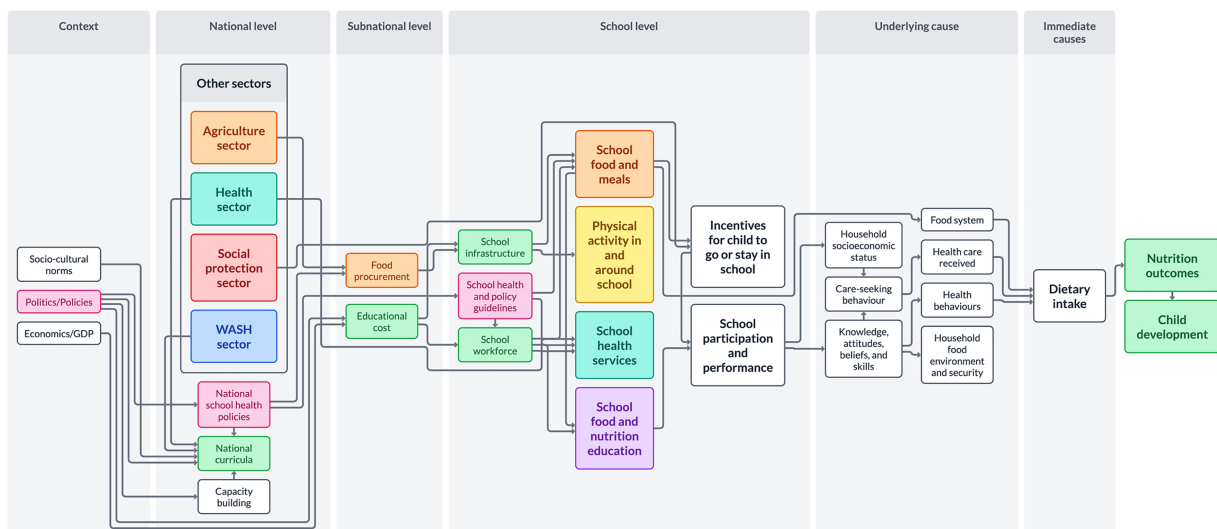 Context
National level
Subnational level
School level
Underlying cause
Immediate
causes
Other sectors
Agriculture
sector
Health
sector
Social
protection
sector
WASH
sector
Socio-cultural
norms
Politics/Policies
Economics/GDP
National
school health
policies
National
curricula
Capacity
building
Food
procurement
Educational
cost
School
infrastructure
School health
and policy
guidelines
School
workforce
School
food and
meals
Physical
activity in
and
around
school
School
health
services
School
food and
nutrition
education
Incentives
for child to
go or stay in
school
School
participation
and
performance
Household
socioeconomic
status
Care-seeking
behaviour
Knowledge,
attitudes,
beliefs, and
skills
Food system
Health care
received
Health
behaviours
Household
food
environment
and security
Dietary
intake
Nutrition
outcomes
Child
development